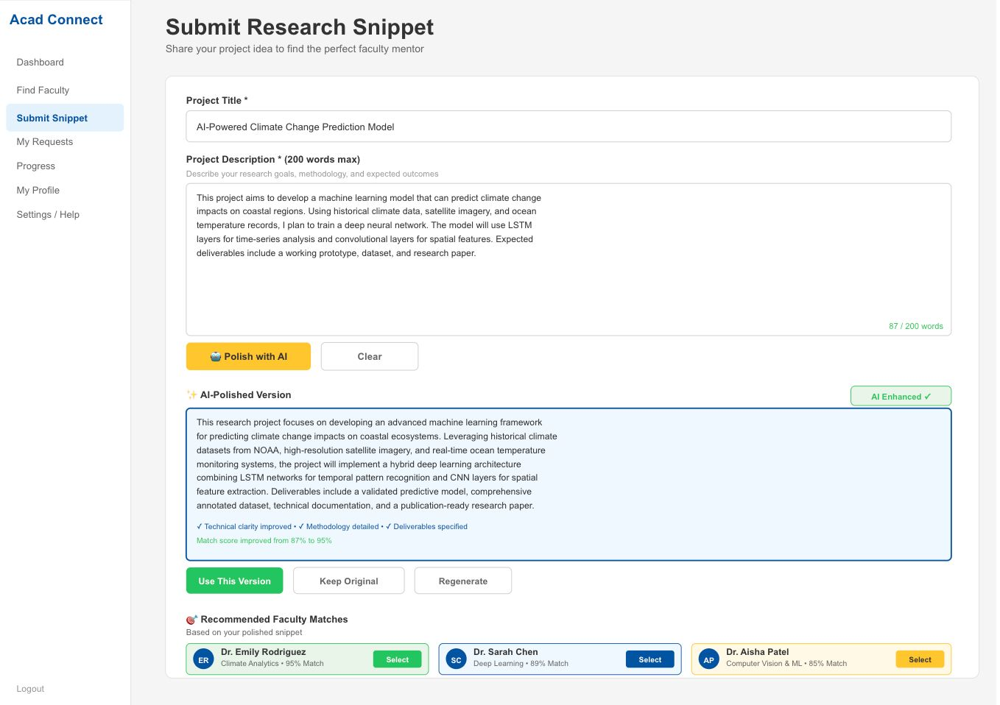 Acad Connect
Dashboard
Find Faculty
Submit Snippet
My Requests
Progress
My Profile
Settings / Help
Logout
Submit Research Snippet
Share your project idea to find the perfect faculty mentor
Project Title *
AI-Powered Climate Change Prediction Model
Project Description * (200 words max)
Describe your research goals, methodology, and expected outcomes
This project aims to develop a machine learning model that can predict climate change
impacts on coastal regions. Using historical climate data, satellite imagery, and ocean
temperature records, I plan to train a deep neural network. The model will use LSTM
layers for time-series analysis and convolutional layers for spatial features. Expected
deliverables include a working prototype, dataset, and research paper.
87 / 200 words
🤖 Polish with AI
Clear
✨ AI-Polished Version
AI Enhanced ✓
This research project focuses on developing an advanced machine learning framework
for predicting climate change impacts on coastal ecosystems. Leveraging historical climate
datasets from NOAA, high-resolution satellite imagery, and real-time ocean temperature
monitoring systems, the project will implement a hybrid deep learning architecture
combining LSTM networks for temporal pattern recognition and CNN layers for spatial
feature extraction. Deliverables include a validated predictive model, comprehensive
annotated dataset, technical documentation, and a publication-ready research paper.
✓ Technical clarity improved • ✓ Methodology detailed • ✓ Deliverables specified
Match score improved from 87% to 95%
Use This Version
Keep Original
Regenerate
🎯 Recommended Faculty Matches
Based on your polished snippet
ER
Dr. Emily Rodriguez
Climate Analytics • 95% Match
Select
SC
Dr. Sarah Chen
Deep Learning • 89% Match
Select
AP
Dr. Aisha Patel
Computer Vision & ML • 85% Match
Select